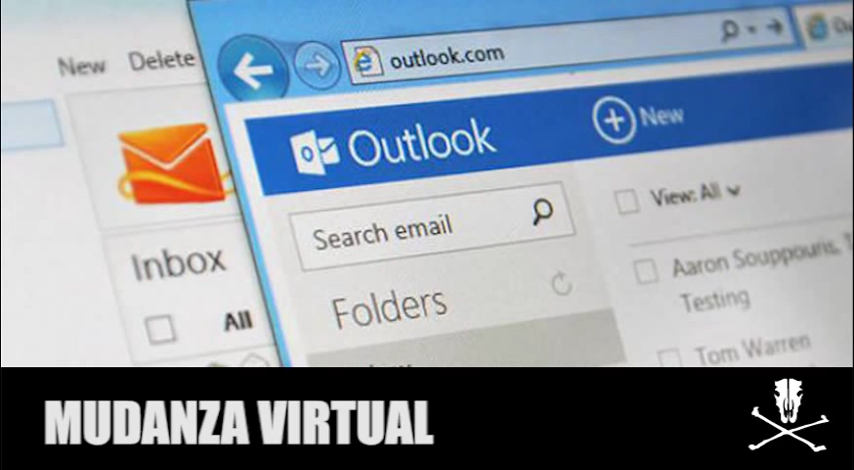 New Delete
outlook.com
Outlook
New
Search email
View: All
Inbox
Folders
Aaron Souppouris,
Testing
All
Tom Warren
MUDANZA VIRTUAL